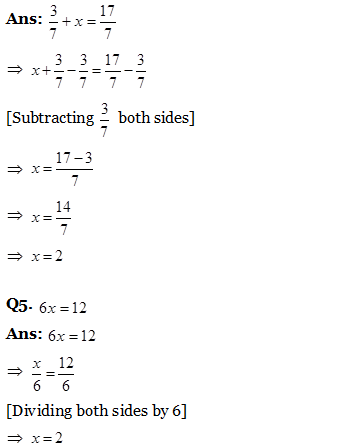 Ans: 3/7 + x = 17/7
⇒ x + 3/7 − 3/7 = 17/7 − 3/7
[Subtracting 3/7 both sides]
⇒ x = (17 − 3)/7
⇒ x = 14/7
⇒ x = 2
Q5. 6x = 12
Ans: 6x = 12
⇒ x/6 = 12/6
[Dividing both sides by 6]
⇒ x = 2